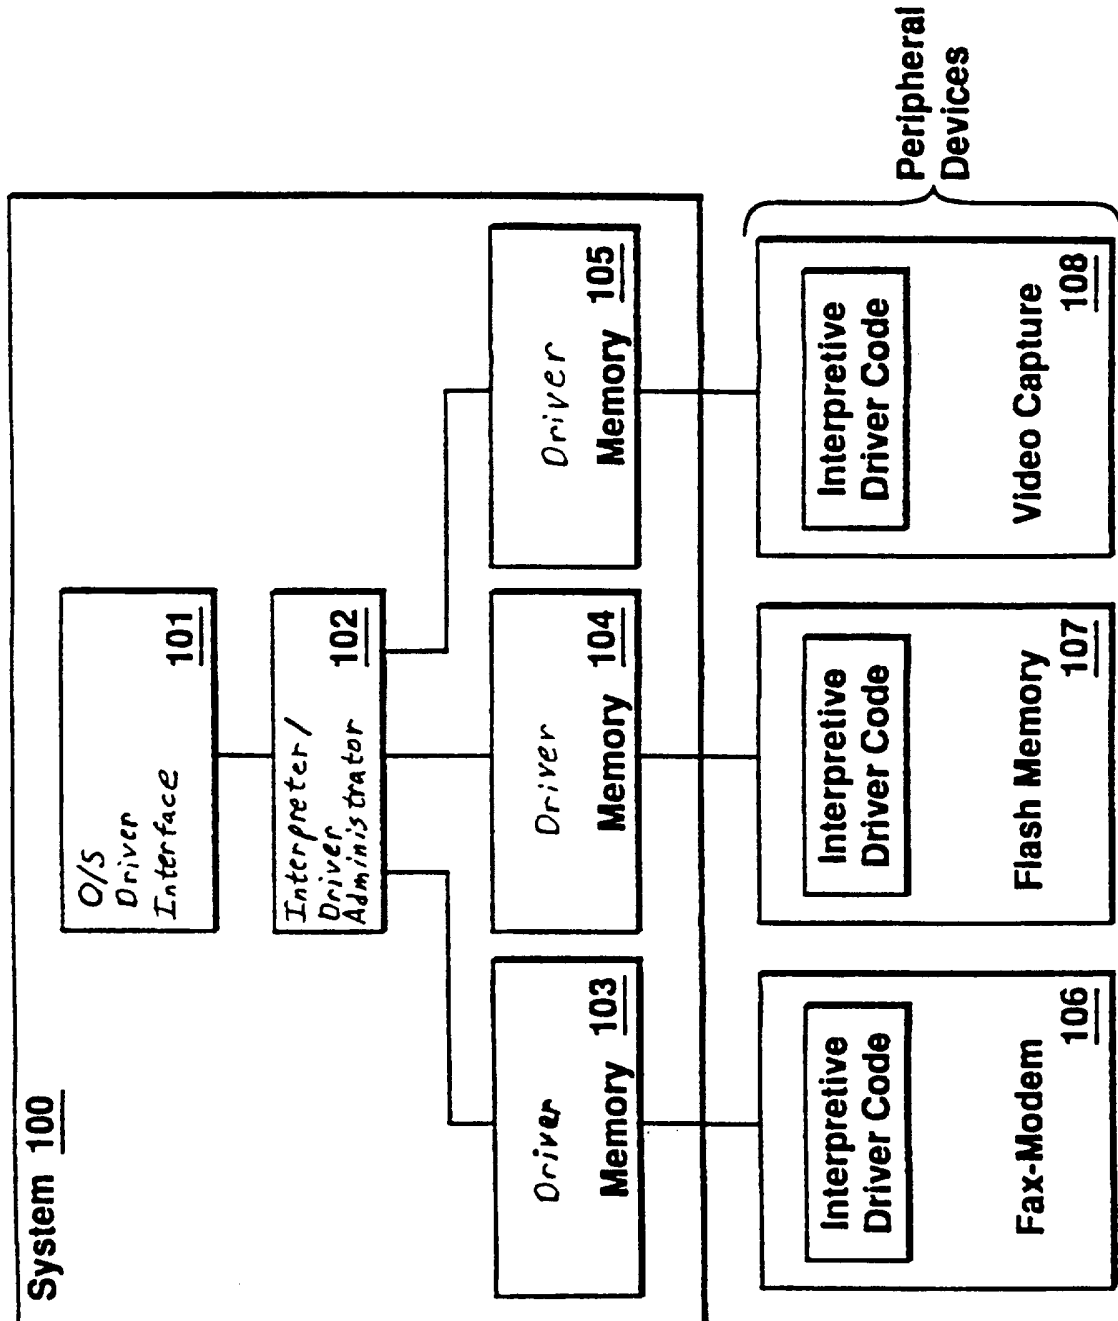 System 100
O/S
Driver
Interface
101
Interpreter/
Driver
Administrator
102
Driver
Memory 103
Driver
Memory 104
Driver
Memory 105
Interpretive
Driver Code
Fax-Modem
106
Interpretive
Driver Code
Flash Memory
107
Interpretive
Driver Code
Video Capture
108
Peripheral
Devices